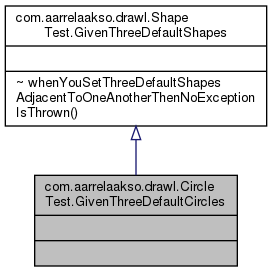 com.aarrelaakso.drawl.Shape
Test.GivenThreeDefaultShapes
~ whenYouSetThreeDefaultShapes
AdjacentToOneAnotherThenNoException
IsThrown()
com.aarrelaakso.drawl.Circle
Test.GivenThreeDefaultCircles